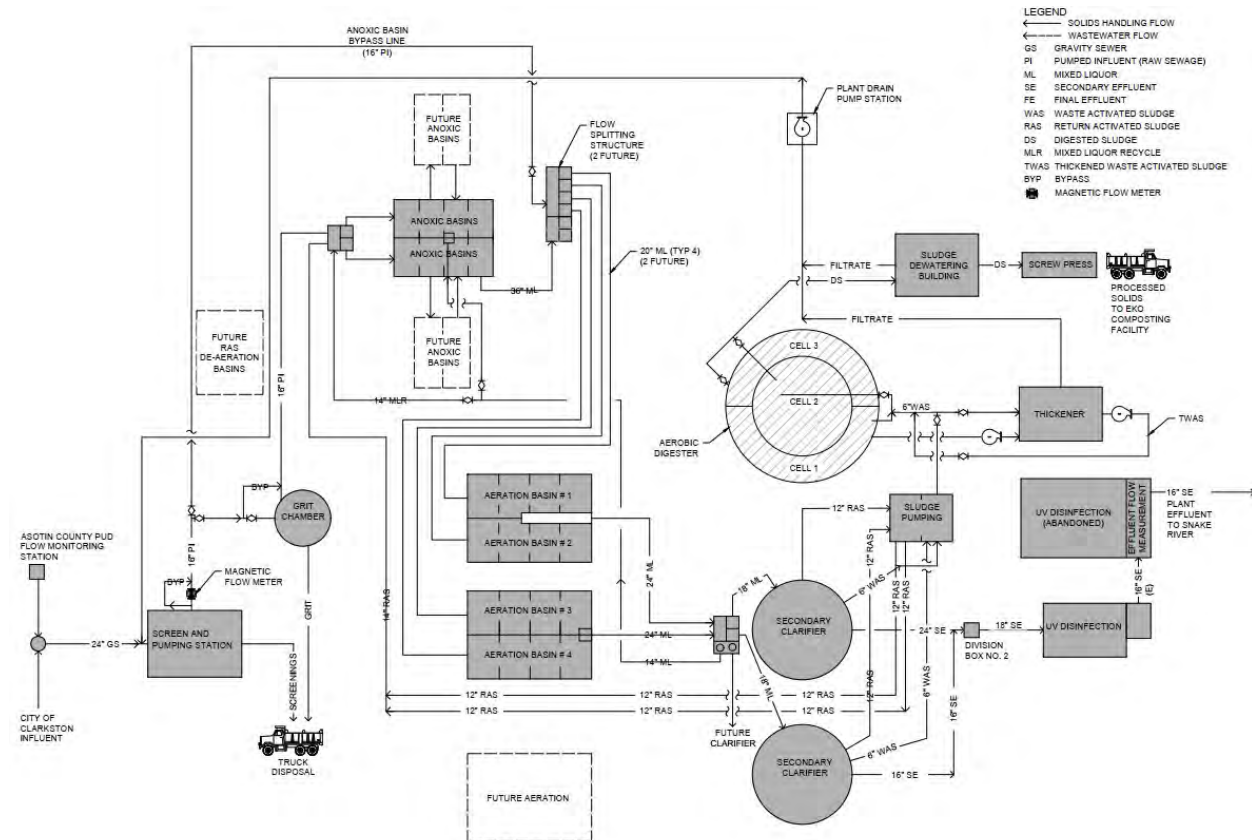 LEGEND
SOLIDS HANDLING FLOW
WASTEWATER FLOW
GS GRAVITY SEWER
PI PUMPED INFLUENT (RAW SEWAGE)
ML MIXED LIQUOR
SE SECONDARY EFFLUENT
FE FINAL EFFLUENT
WAS WASTE ACTIVATED SLUDGE
RAS RETURN ACTIVATED SLUDGE
DS DIGESTED SLUDGE
MLR MIXED LIQUOR RECYCLE
TWAS THICKENED WASTE ACTIVATED SLUDGE
BYP BYPASS
MAGNETIC FLOW METER
ANOXIC BASIN
BYPASS LINE
(16" PI)
PLANT DRAIN
PUMP STATION
FUTURE
ANOXIC
BASINS
FLOW
SPLITTING
STRUCTURE
(2 FUTURE)
ANOXIC BASINS
ANOXIC BASINS
20" ML (TYP 4)
(2 FUTURE)
36" ML
FUTURE
ANOXIC
BASINS
14" MLR
FUTURE
RAS
DE-AERATION
BASINS
16" PI
FILTRATE
DS
SLUDGE
DEWATERING
BUILDING
DS
SCREW PRESS
PROCESSED
SOLIDS
TO EKO
COMPOSTING
FACILITY
FILTRATE
CELL 3
CELL 2
CELL 1
AEROBIC
DIGESTER
6"WAS
THICKENER
TWAS
AERATION BASIN # 1
AERATION BASIN # 2
AERATION BASIN # 3
AERATION BASIN # 4
24" ML
24" ML
14" ML
BYP
GRIT
CHAMBER
ASOTIN COUNTY PUD
FLOW MONITORING
STATION
16" PI
MAGNETIC
FLOW METER
BYP
24" GS
SCREEN AND
PUMPING STATION
CITY OF
CLARKSTON
INFLUENT
SCREENINGS
GRIT
TRUCK
DISPOSAL
14" RAS
12" RAS
SLUDGE
PUMPING
12" RAS
12" RAS
12" RAS
6" WAS
18" ML
SECONDARY
CLARIFIER
24" SE
DIVISION
BOX NO. 2
18" SE
UV DISINFECTION
16" SE
(E)
UV DISINFECTION
(ABANDONED)
EFFLUENT FLOW
MEASUREMENT
16" SE
PLANT
EFFLUENT
TO SNAKE
RIVER
12" RAS
12" RAS
12" RAS
12" RAS
12" RAS
12" RAS
12" RAS
12" RAS
12" RAS
6" WAS
16" SE
18" ML
FUTURE
CLARIFIER
SECONDARY
CLARIFIER
6" WAS
16" SE
FUTURE AERATION